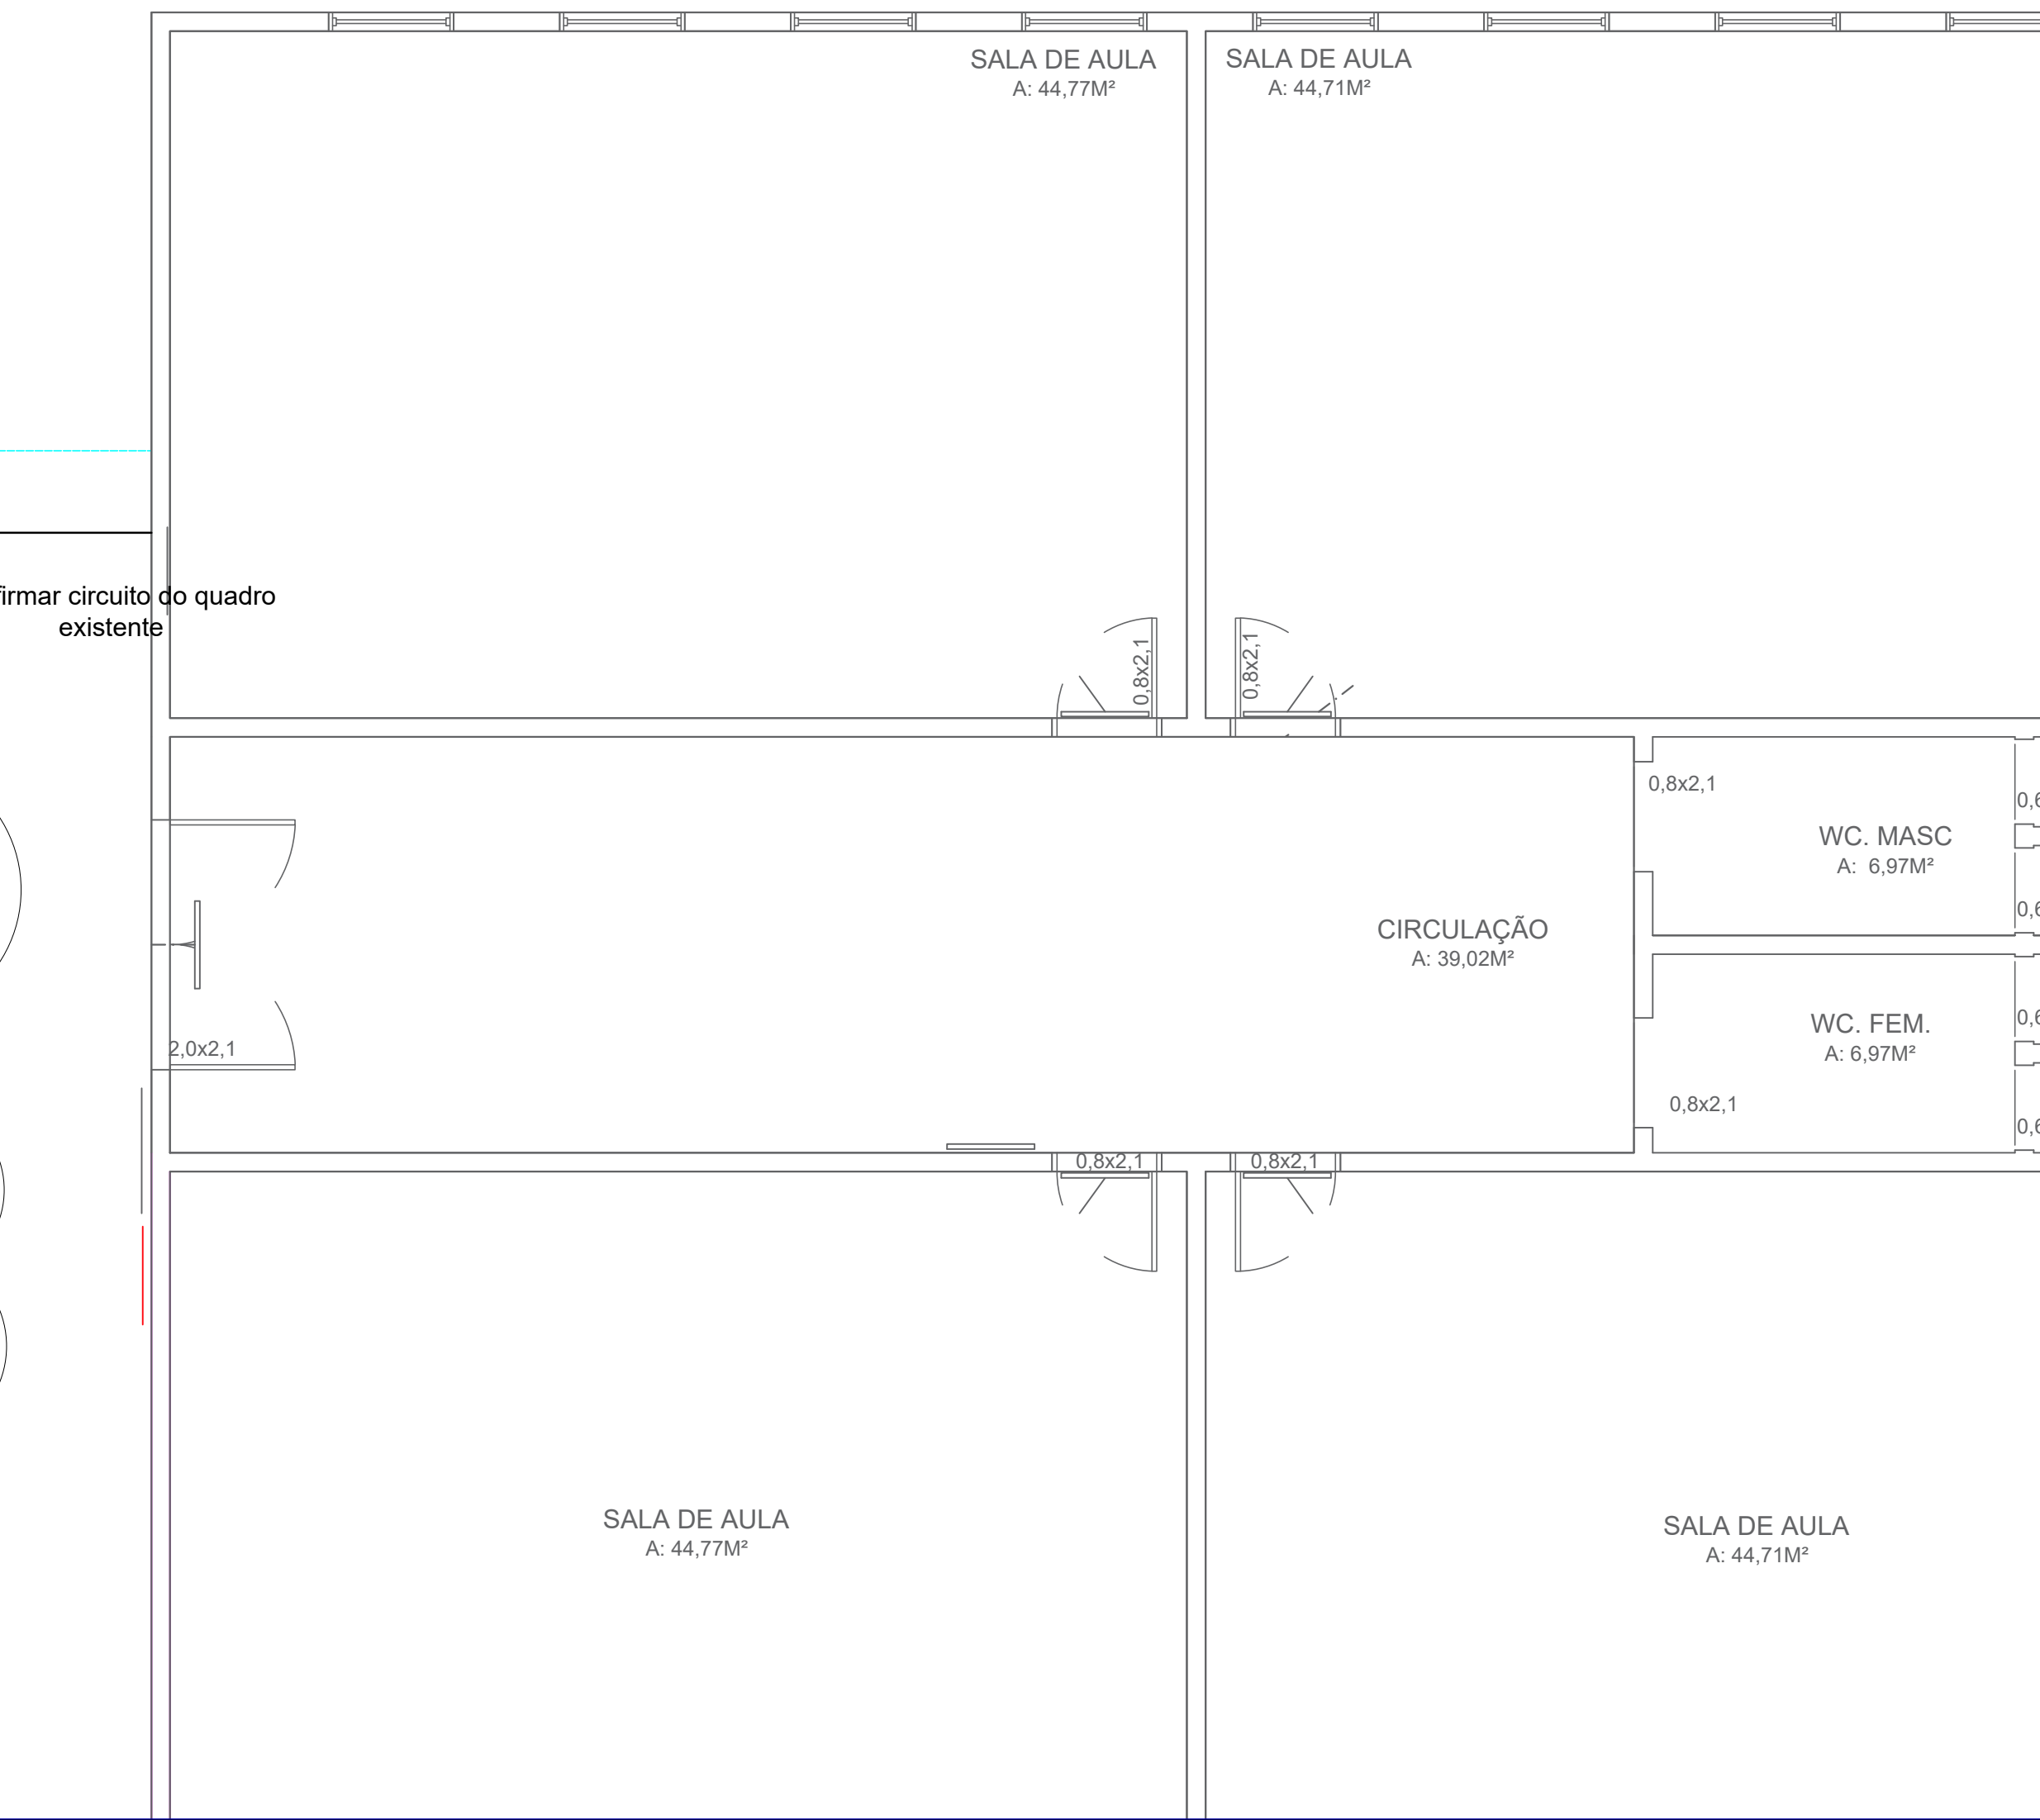 SALA DE AULA
A: 44,77M²
SALA DE AULA
A: 44,71M²
circuito do quadro
existente
0,8x2,1
0,8x2,1
0,8x2,1
WC. MASC
A: 6,97M²
CIRCULAÇÃO
A: 39,02M²
WC. FEM.
A: 6,97M²
2,0x2,1
0,8x2,1
0,8x2,1
0,8x2,1
SALA DE AULA
A: 44,77M²
SALA DE AULA
A: 44,71M²